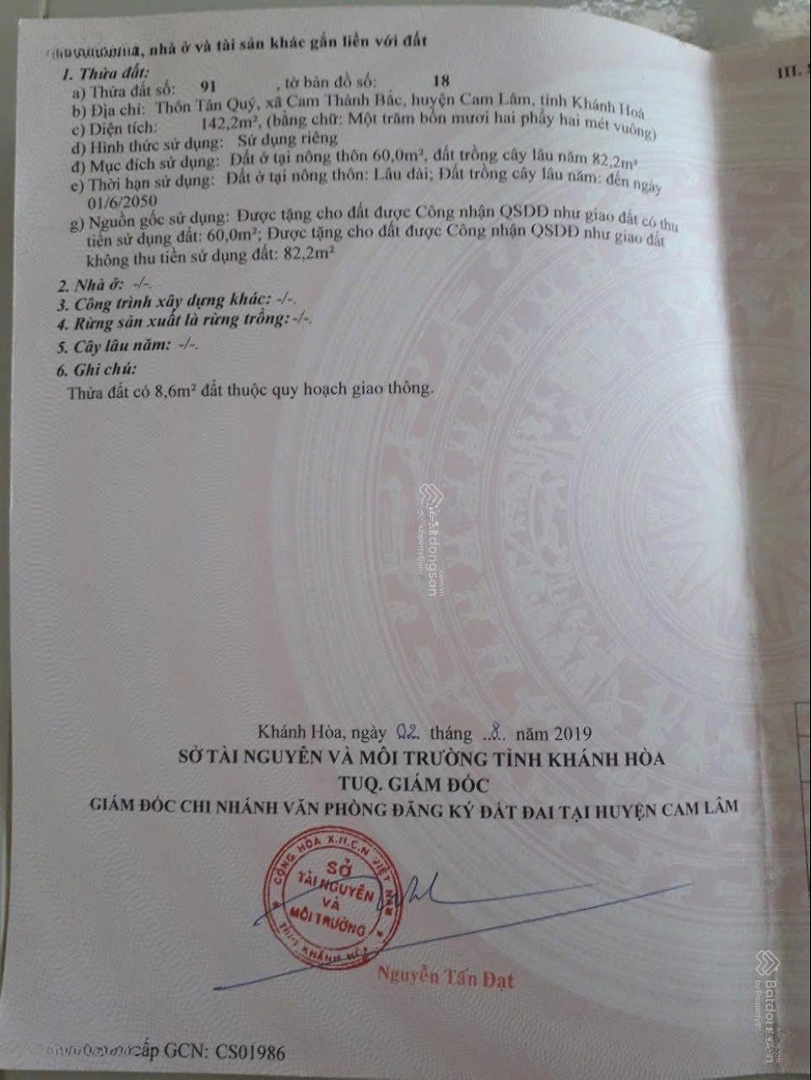 nhà ở và tài sản khác gắn liền với đất
III.
1. Thửa đất:
a) Thửa đất số: 91 , tờ bản đồ số: 18
b) Địa chỉ: Thôn Tân Quý, xã Cam Thành Bắc, huyện Cam Lâm, tỉnh Khánh Hoà
c) Diện tích: 142,2m², (bằng chữ: Một trăm bốn mươi hai phẩy hai mét vuông)
d) Hình thức sử dụng: Sử dụng riêng
đ) Mục đích sử dụng: Đất ở tại nông thôn 60,0m², đất trồng cây lâu năm 82,2m²
e) Thời hạn sử dụng: Đất ở tại nông thôn: Lâu dài; Đất trồng cây lâu năm: đến ngày
01/6/2050
g) Nguồn gốc sử dụng: Được tặng cho đất được Công nhận QSDĐ như giao đất có thu
tiền sử dụng đất: 60,0m²; Được tặng cho đất được Công nhận QSDĐ như giao đất
không thu tiền sử dụng đất: 82,2m²
2. Nhà ở: -/-.
3. Công trình xây dựng khác: -/-.
4. Rừng sản xuất là rừng trồng: -/-.
5. Cây lâu năm: -/-.
6. Ghi chú:
Thửa đất có 8,6m² đất thuộc quy hoạch giao thông.
Batdongsan
Khánh Hòa, ngày 02 tháng ..8.. năm 2019
SỞ TÀI NGUYÊN VÀ MÔI TRƯỜNG TỈNH KHÁNH HÒA
TUQ. GIÁM ĐỐC
GIÁM ĐỐC CHI NHÁNH VĂN PHÒNG ĐĂNG KÝ ĐẤT ĐAI TẠI HUYỆN CAM LÂM
CỘNG HÒA X.H.C.N VIỆT NAM
SỞ
TÀI NGUYÊN
VÀ
MÔI TRƯỜNG
TỈNH KHÁNH HÒA
Nguyễn Tấn Đạt
Batdongsan
cấp GCN: CS01986